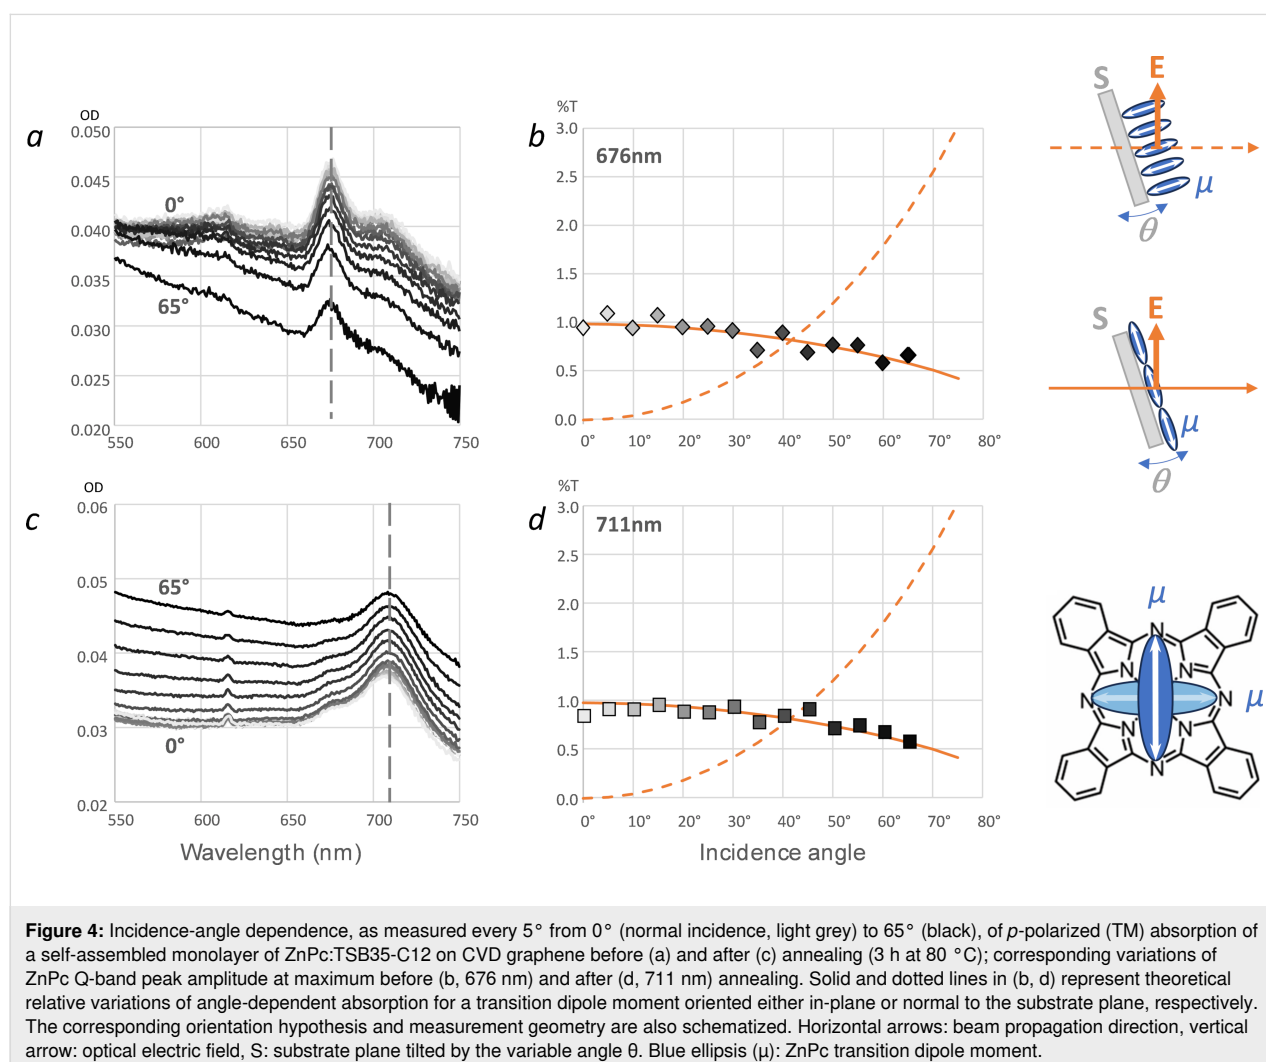 a
OD
0.050
0.045
0.040
0.035
0.030
0.025
0.020
0°
65°
550
600
650
700
750
b
%T
3.0
2.5
2.0
1.5
1.0
0.5
0.0
676nm
0°
10°
20°
30°
40°
50°
60°
70°
80°
S
E
μ
θ
S
E
μ
θ
c
OD
0.06
0.05
0.04
0.03
0.02
65°
0°
550
600
650
700
750
Wavelength (nm)
d
%T
3.0
2.5
2.0
1.5
1.0
0.5
0.0
711nm
0°
10°
20°
30°
40°
50°
60°
70°
80°
Incidence angle
μ
N
N
N
N
N
μ
N
N
N
Figure 4: Incidence-angle dependence, as measured every 5° from 0° (normal incidence, light grey) to 65° (black), of p-polarized (TM) absorption of
a self-assembled monolayer of ZnPc:TSB35-C12 on CVD graphene before (a) and after (c) annealing (3 h at 80 °C); corresponding variations of
ZnPc Q-band peak amplitude at maximum before (b, 676 nm) and after (d, 711 nm) annealing. Solid and dotted lines in (b, d) represent theoretical
relative variations of angle-dependent absorption for a transition dipole moment oriented either in-plane or normal to the substrate plane, respectively.
The corresponding orientation hypothesis and measurement geometry are also schematized. Horizontal arrows: beam propagation direction, vertical
arrow: optical electric field, S: substrate plane tilted by the variable angle θ. Blue ellipsis (μ): ZnPc transition dipole moment.